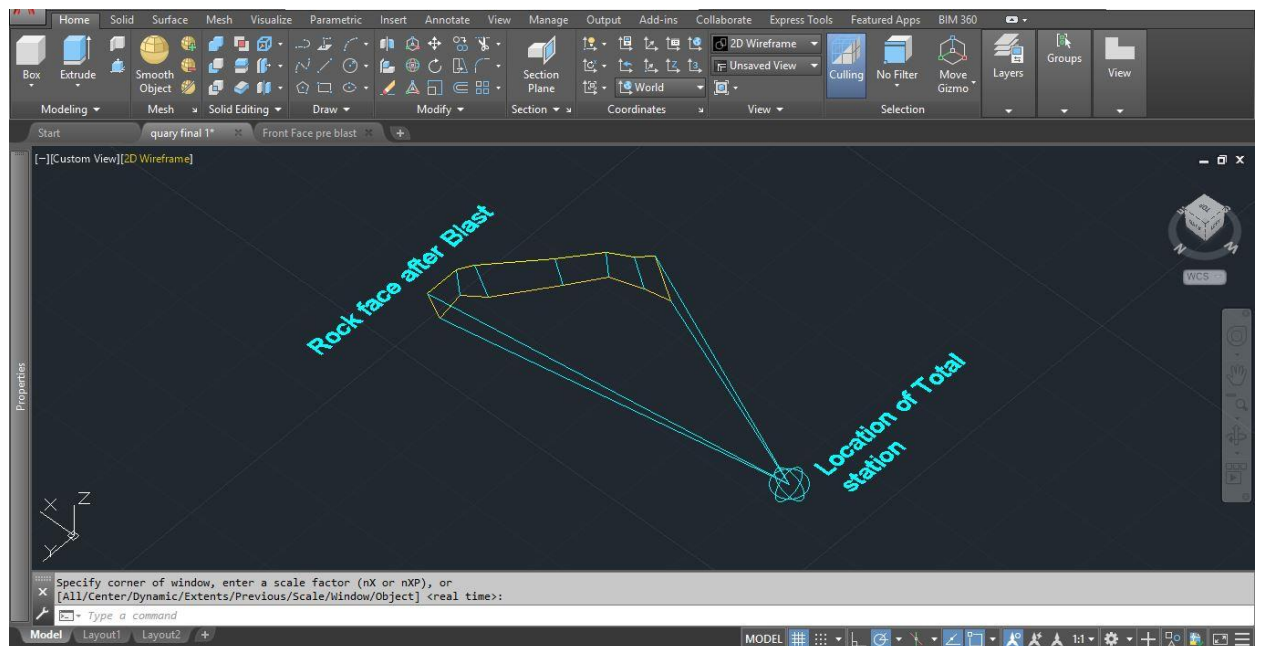 Home Solid Surface Mesh Visualize Parametric Insert Annotate View Manage Output Add-ins Collaborate Express Tools Featured Apps BIM 360
Box Extrude Smooth Object Section Plane 2D Wireframe Unsaved View World Culling No Filter Move Gizmo Layers Groups View
Modeling Mesh Solid Editing Draw Modify Section Coordinates View Selection
Start quary final 1* Front Face pre blast
[−][Custom View][2D Wireframe]
Rock face after Blast
Location of Total
station
TOP
N
W
WCS
Properties
X Z
Y
Specify corner of window, enter a scale factor (nX or nXP), or
[All/Center/Dynamic/Extents/Previous/Scale/Window/Object] <real time>:
Type a command
Model Layout1 Layout2 + MODEL 1:1